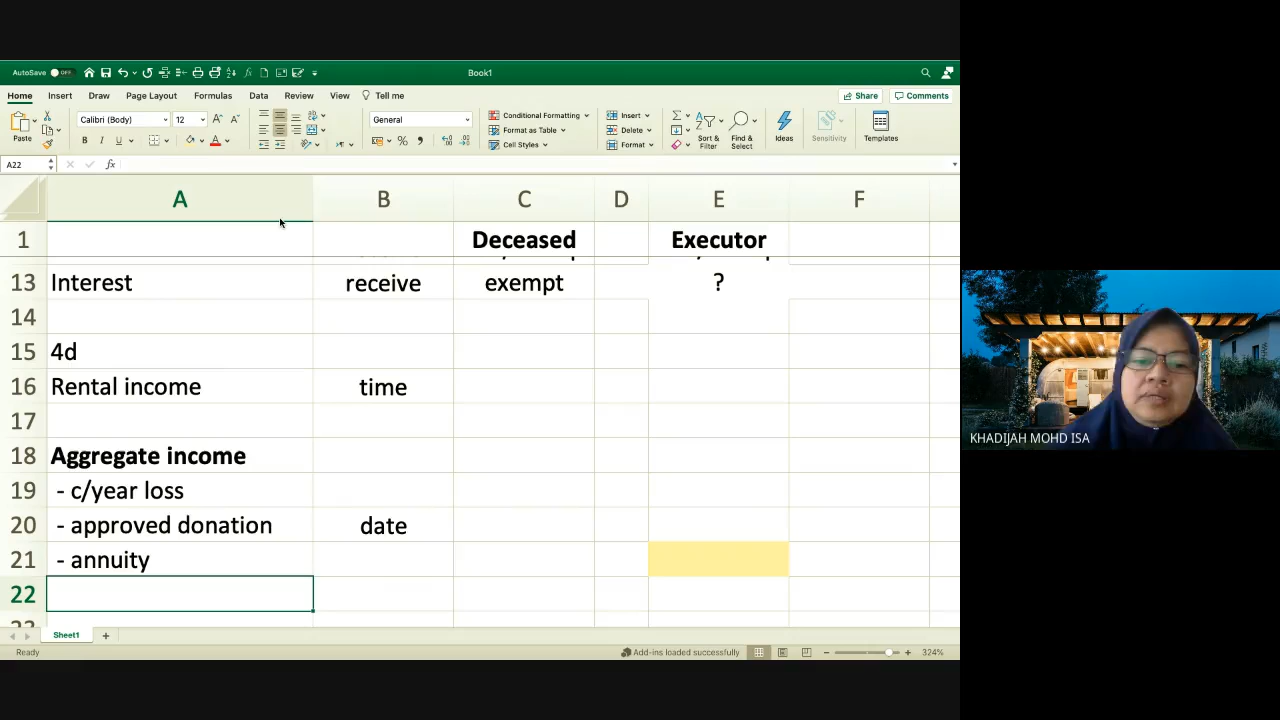 AutoSave OFF Book1
Home Insert Draw Page Layout Formulas Data Review View Tell me Share Comments
Paste Calibri (Body) 12 A A General Conditional Formatting Insert
B I U A % Format as Table Delete
Cell Styles Format Sort & Filter Find & Select Ideas Sensitivity Templates
A22 fx
A B C D E F
1 Deceased Executor
13 Interest receive exempt ?
14
15 4d
16 Rental income time
17
18 Aggregate income
19 - c/year loss
20 - approved donation date
21 - annuity
22
Sheet1 +
Ready Add-ins loaded successfully 324%
KHADIJAH MOHD ISA